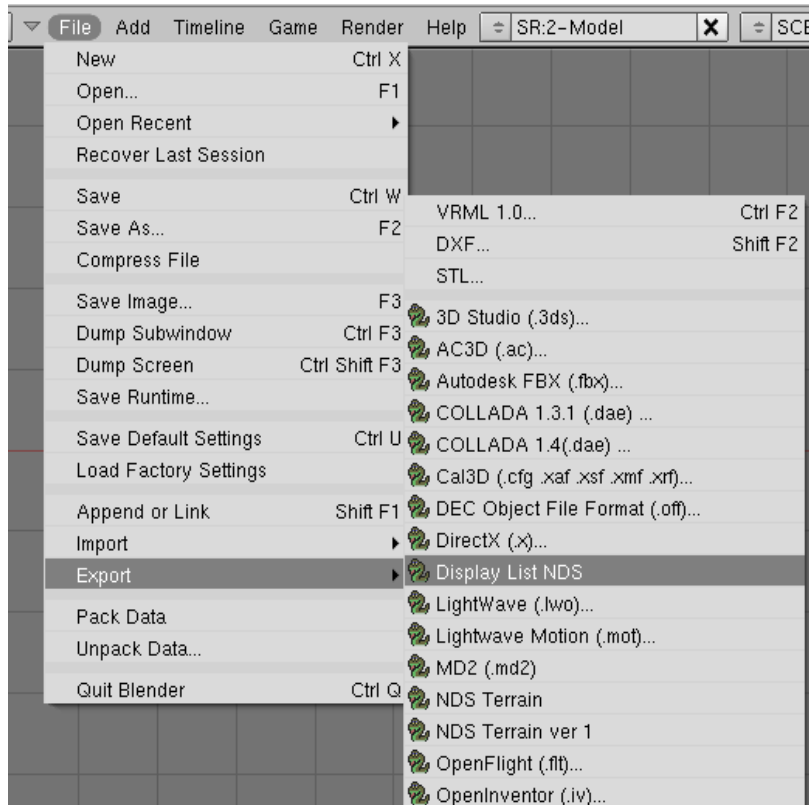 File Add Timeline Game Render Help SR:2-Model X SCE
New Ctrl X
Open... F1
Open Recent
Recover Last Session
Save Ctrl W
Save As... F2
Compress File
Save Image... F3
Dump Subwindow Ctrl F3
Dump Screen Ctrl Shift F3
Save Runtime...
Save Default Settings Ctrl U
Load Factory Settings
Append or Link Shift F1
Import
Export
Pack Data
Unpack Data...
Quit Blender Ctrl Q
VRML 1.0... Ctrl F2
DXF... Shift F2
STL...
3D Studio (.3ds)...
AC3D (.ac)...
Autodesk FBX (.fbx)...
COLLADA 1.3.1 (.dae) ...
COLLADA 1.4(.dae) ...
Cal3D (.cfg .xaf .xsf .xmf .xrf)...
DEC Object File Format (.off)...
DirectX (.x)...
Display List NDS
LightWave (.lwo)...
Lightwave Motion (.mot)...
MD2 (.md2)
NDS Terrain
NDS Terrain ver 1
OpenFlight (.flt)...
OpenInventor (.iv)...